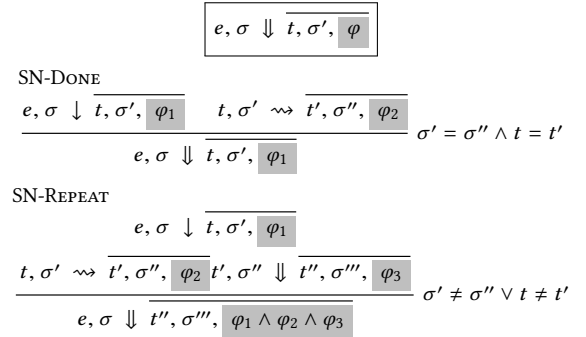 e, σ ⇓ t, σ′, φ
SN-Done
e, σ ↓ t, σ′, φ₁ t, σ′ ⇝ t′, σ″, φ₂
σ′ = σ″ ∧ t = t′
e, σ ⇓ t, σ′, φ₁
SN-Repeat
e, σ ↓ t, σ′, φ₁
t, σ′ ⇝ t′, σ″, φ₂ t′, σ″ ⇓ t″, σ‴, φ₃
σ′ ≠ σ″ ∨ t ≠ t′
e, σ ⇓ t″, σ‴, φ₁ ∧ φ₂ ∧ φ₃